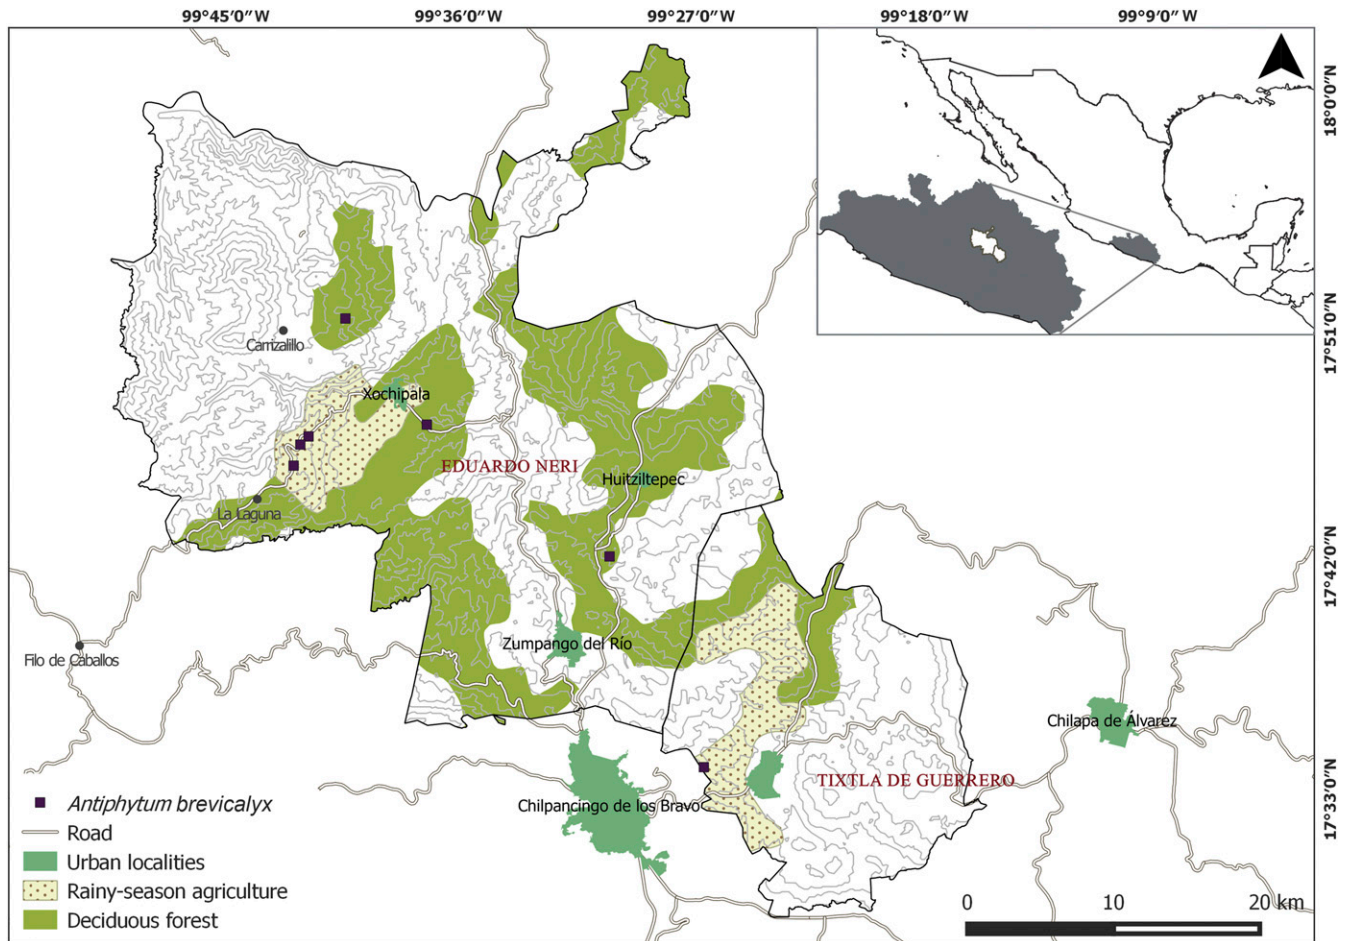 99°45'0"W 99°36'0"W 99°27'0"W 99°18'0"W 99°9'0"W
18°0'0"N
17°51'0"N
17°42'0"N
17°33'0"N
Carrizalillo
Xochipala
EDUARDO NERI
Huitziltepec
La Laguna
Zumpango del Río
Filo de Caballos
Chilapa de Álvarez
TIXTLA DE GUERRERO
Chilpancingo de los Bravo
Antiphytum brevicalyx
Road
Urban localities
Rainy-season agriculture
Deciduous forest
0 10 20 km